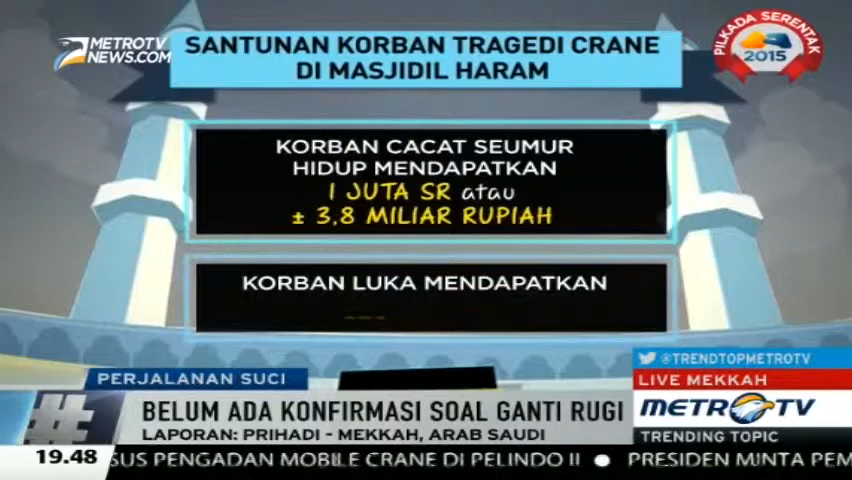 METROTV
NEWS.COM
SANTUNAN KORBAN TRAGEDI CRANE
DI MASJIDIL HARAM
PILKADA SERENTAK
2015
KORBAN CACAT SEUMUR
HIDUP MENDAPATKAN
1 JUTA SR atau
± 3,8 MILIAR RUPIAH
KORBAN LUKA MENDAPATKAN
PERJALANAN SUCI
@TRENDTOPMETROTV
LIVE MEKKAH
#
BELUM ADA KONFIRMASI SOAL GANTI RUGI
LAPORAN: PRIHADI - MEKKAH, ARAB SAUDI
METRO TV
TRENDING TOPIC
19.48
SUS PENGADAN MOBILE CRANE DI PELINDO II ● PRESIDEN MINTA PEM